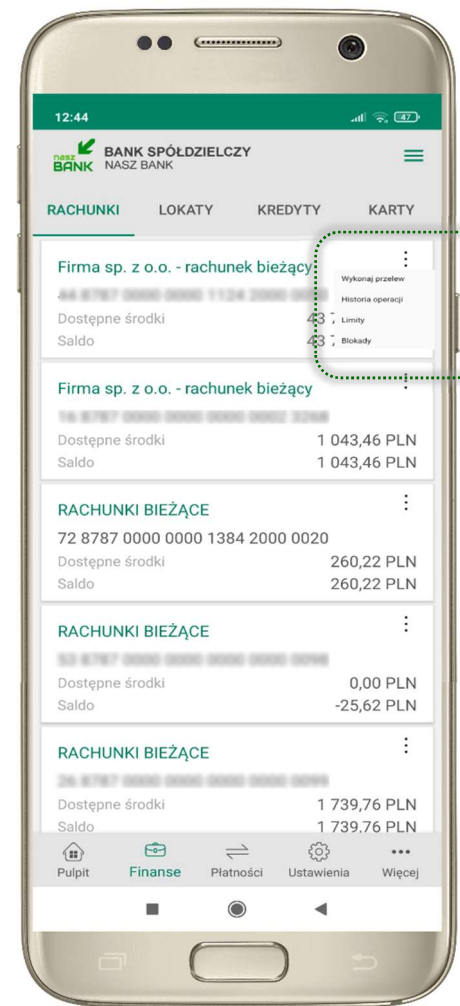 12:44
47
nasz BANK
BANK SPÓŁDZIELCZY
NASZ BANK
RACHUNKI LOKATY KREDYTY KARTY
Firma sp. z o.o. - rachunek bieżący
Wykonaj przelew
Historia operacji
Dostępne środki 43 7
Limity
Saldo 43 7
Blokady
Firma sp. z o.o. - rachunek bieżący
Dostępne środki 1 043,46 PLN
Saldo 1 043,46 PLN
RACHUNKI BIEŻĄCE
72 8787 0000 0000 1384 2000 0020
Dostępne środki 260,22 PLN
Saldo 260,22 PLN
RACHUNKI BIEŻĄCE
Dostępne środki 0,00 PLN
Saldo -25,62 PLN
RACHUNKI BIEŻĄCE
Dostępne środki 1 739,76 PLN
Saldo 1 739,76 PLN
Pulpit Finanse Płatności Ustawienia Więcej